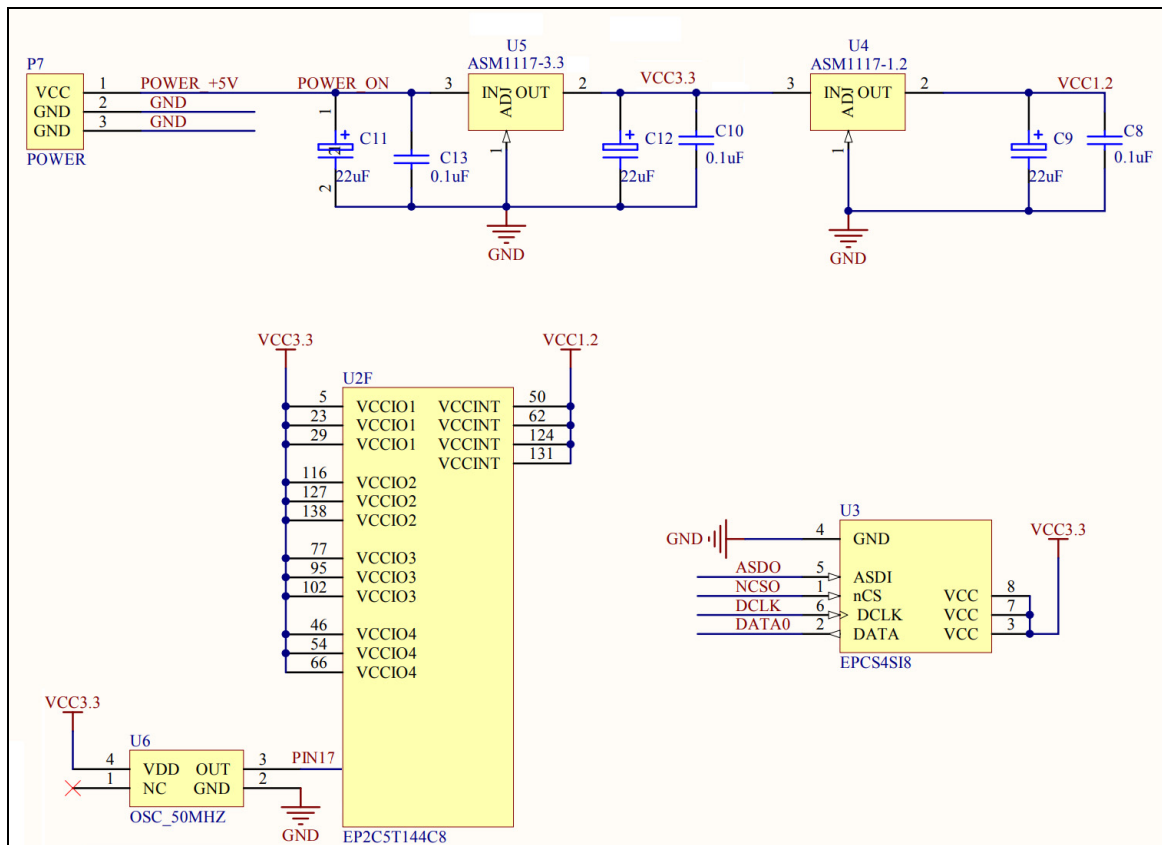 P7
VCC 1 POWER_+5V POWER_ON
GND 2 GND
GND 3 GND
POWER
1
+
C11
2
22uF
2
C13
0.1uF
U5
ASM1117-3.3
3 IN OUT 2
ADJ
1
GND
VCC3.3
+
C12
22uF
C10
0.1uF
U4
ASM1117-1.2
3 IN OUT 2
ADJ
1
GND
VCC1.2
+
C9
22uF
C8
0.1uF
VCC3.3
VCC1.2
U2F
5 VCCIO1 VCCINT 50
23 VCCIO1 VCCINT 62
29 VCCIO1 VCCINT 124
VCCINT 131
116 VCCIO2
127 VCCIO2
138 VCCIO2
77 VCCIO3
95 VCCIO3
102 VCCIO3
46 VCCIO4
54 VCCIO4
66 VCCIO4
EP2C5T144C8
VCC3.3
U6
4 VDD OUT 3 PIN17
1 NC GND 2
OSC_50MHZ
GND
U3
VCC3.3
GND 4 GND
ASDO 5 ASDI
NCSO 1 nCS VCC 8
DCLK 6 DCLK VCC 7
DATA0 2 DATA VCC 3
EPCS4SI8